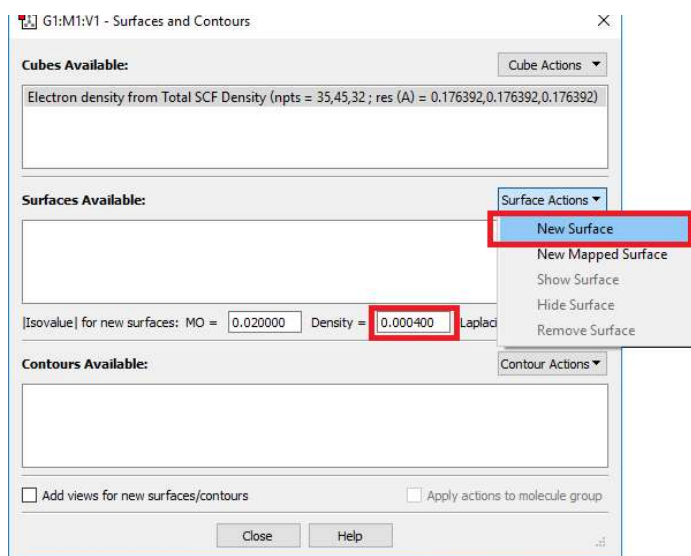 G1:M1:V1 - Surfaces and Contours
Cubes Available:
Cube Actions
Electron density from Total SCF Density (npts = 35,45,32 ; res (A) = 0.176392,0.176392,0.176392)
Surfaces Available:
Surface Actions
New Surface
New Mapped Surface
Show Surface
Hide Surface
Remove Surface
|Isovalue| for new surfaces: MO = 0.020000 Density = 0.000400 Laplaci
Contours Available:
Contour Actions
Add views for new surfaces/contours
Apply actions to molecule group
Close
Help